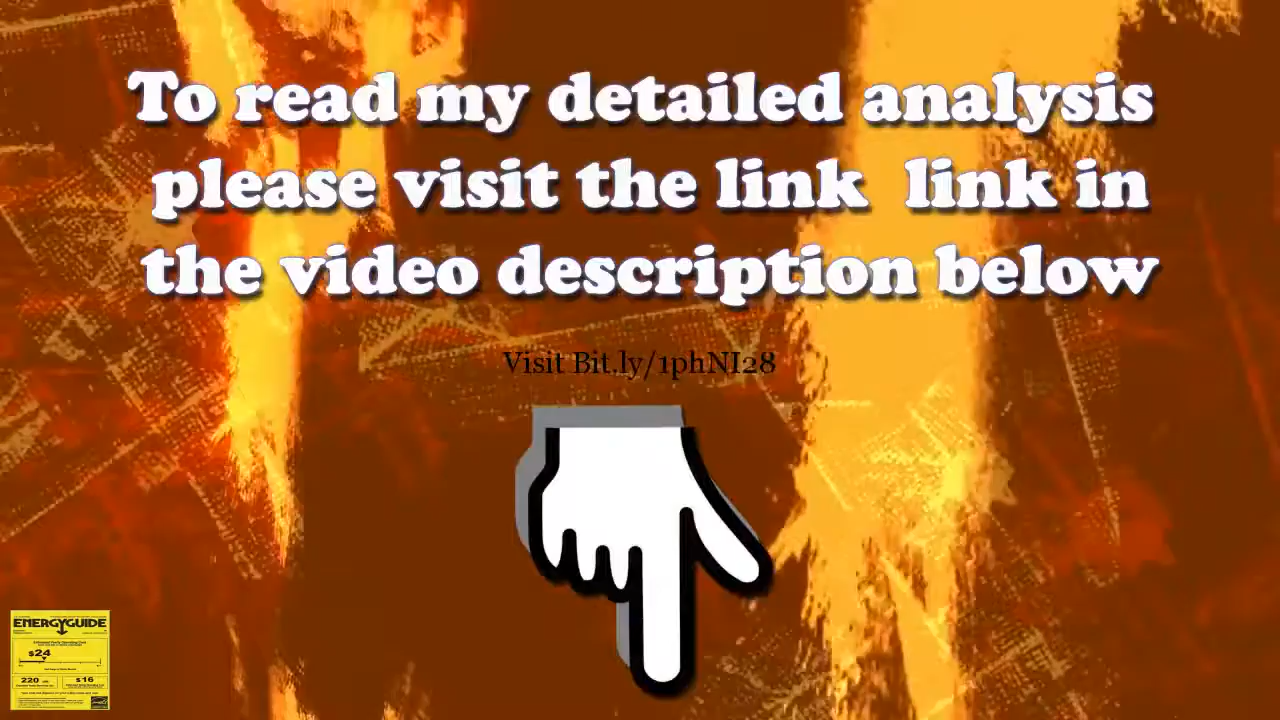 To read my detailed analysis
please visit the link link in
the video description below
Visit Bit.ly/1phNI28
ENERGYGUIDE
$24
220
$16